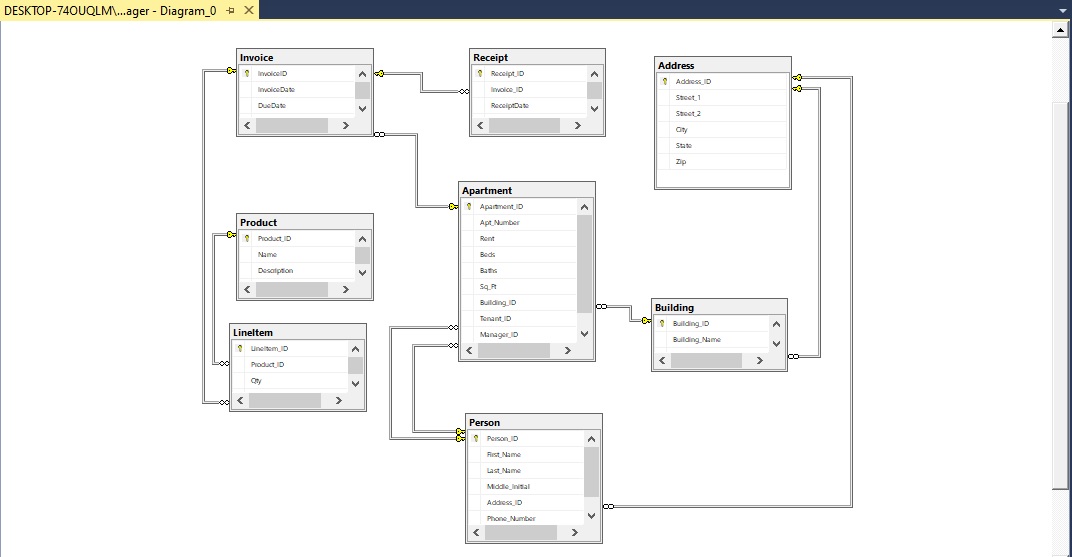 DESKTOP-74OUQLM\...ager - Diagram_0
Invoice
InvoiceID
InvoiceDate
DueDate
Receipt
Receipt_ID
Invoice_ID
ReceiptDate
Address
Address_ID
Street_1
Street_2
City
State
Zip
Apartment
Apartment_ID
Apt_Number
Rent
Beds
Baths
Sq_Ft
Building_ID
Tenant_ID
Manager_ID
Product
Product_ID
Name
Description
LineItem
LineItem_ID
Product_ID
Qty
Building
Building_ID
Building_Name
Person
Person_ID
First_Name
Last_Name
Middle_Initial
Address_ID
Phone_Number